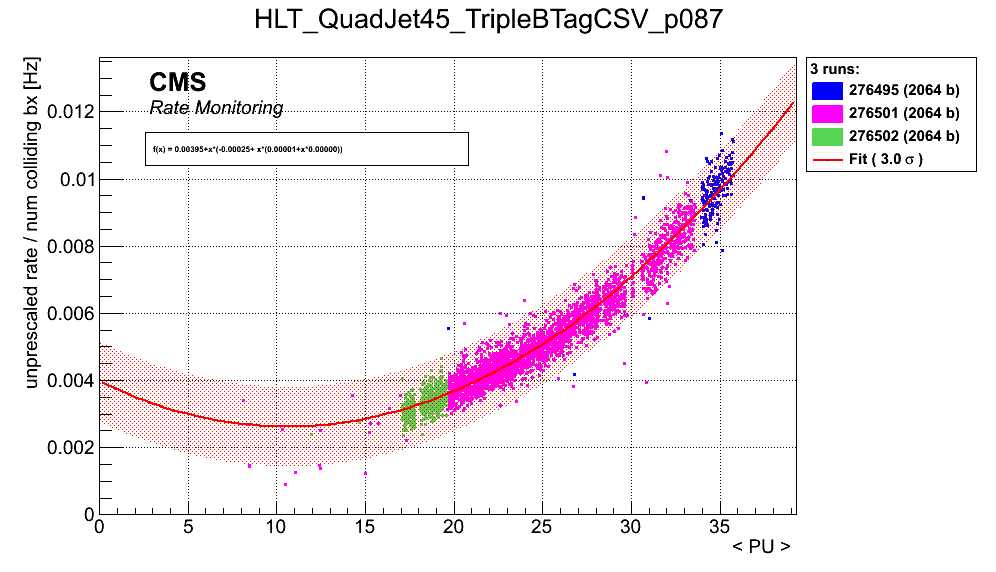 HLT_QuadJet45_TripleBTagCSV_p087
unprescaled rate / num colliding bx [Hz]
CMS
Rate Monitoring
f(x) = 0.00395+x*(-0.00025+ x*(0.00001+x*0.00000))
0.012
0.01
0.008
0.006
0.004
0.002
0
0 5 10 15 20 25 30 35
< PU >
3 runs:
276495 (2064 b)
276501 (2064 b)
276502 (2064 b)
Fit ( 3.0 σ )